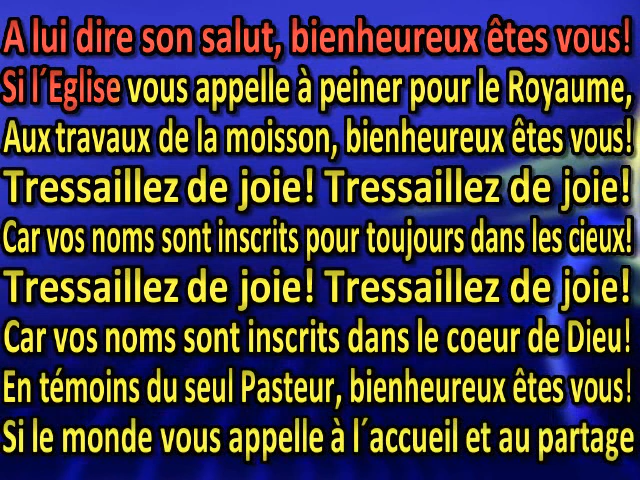 A lui dire son salut, bienheureux êtes vous!
Si l´Eglise vous appelle à peiner pour le Royaume,
Aux travaux de la moisson, bienheureux êtes vous!
Tressaillez de joie! Tressaillez de joie!
Car vos noms sont inscrits pour toujours dans les cieux!
Tressaillez de joie! Tressaillez de joie!
Car vos noms sont inscrits dans le coeur de Dieu!
En témoins du seul Pasteur, bienheureux êtes vous!
Si le monde vous appelle à l´accueil et au partage